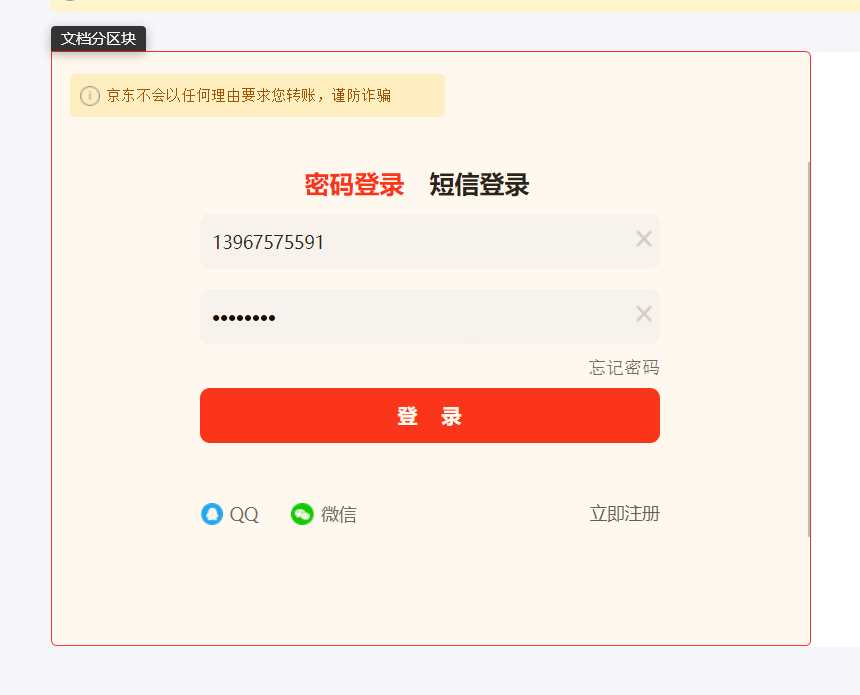 文档分区块
京东不会以任何理由要求您转账，谨防诈骗
密码登录 短信登录
13967575591
••••••••
忘记密码
登 录
QQ 微信 立即注册